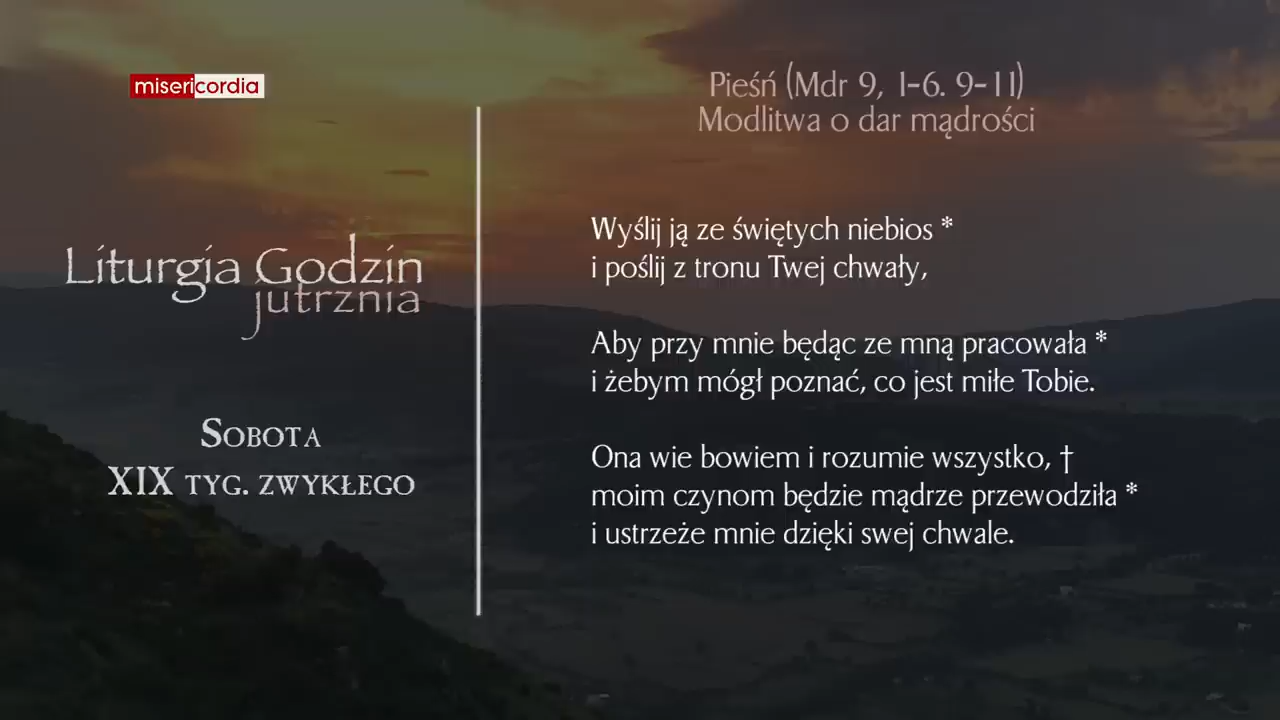 misericordia
Liturgia Godzin
jutrznia
Sobota
XIX tyg. zwykłego
Pieśń (Mdr 9, 1-6. 9-11)
Modlitwa o dar mądrości
Wyślij ją ze świętych niebios *
i poślij z tronu Twej chwały,
Aby przy mnie będąc ze mną pracowała *
i żebym mógł poznać, co jest miłe Tobie.
Ona wie bowiem i rozumie wszystko, †
moim czynom będzie mądrze przewodziła *
i ustrzeże mnie dzięki swej chwale.